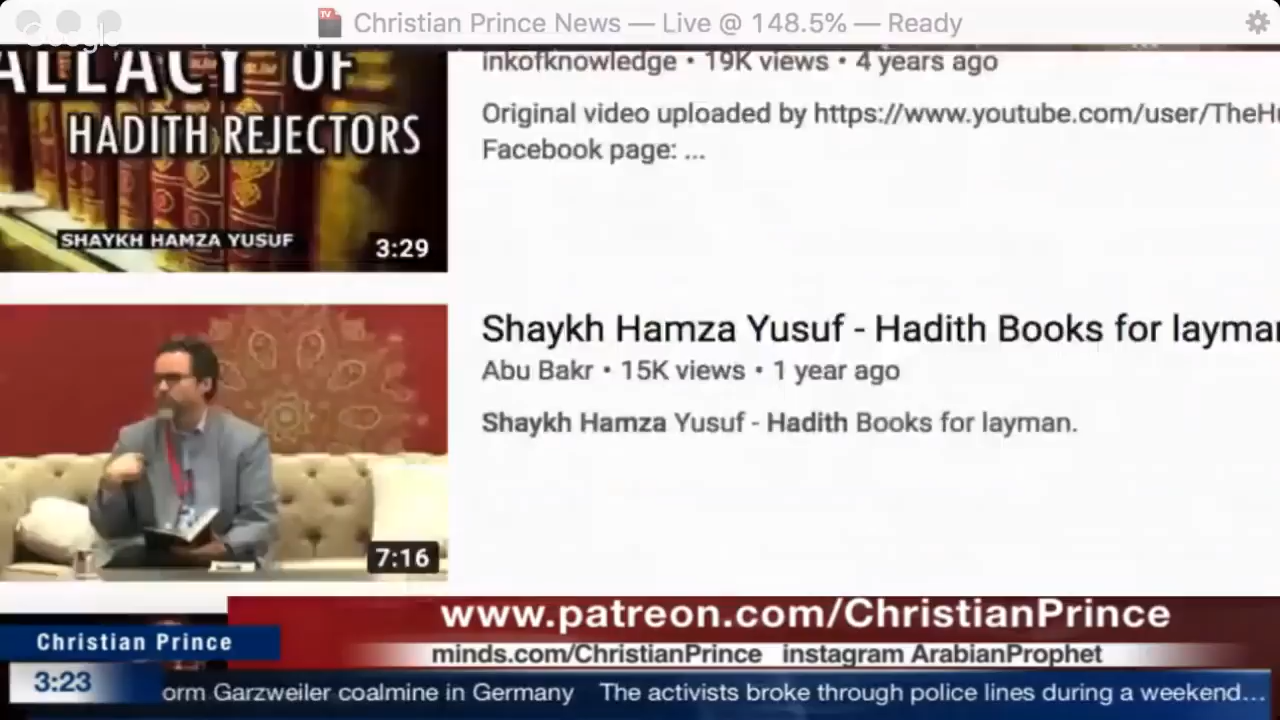 Christian Prince News — Live @ 148.5% — Ready
Google
ALLACY OF
HADITH REJECTORS
SHAYKH HAMZA YUSUF
3:29
inkofknowledge • 19K views • 4 years ago
Original video uploaded by https://www.youtube.com/user/TheHu
Facebook page: ...
Shaykh Hamza Yusuf - Hadith Books for layman
Abu Bakr • 15K views • 1 year ago
Shaykh Hamza Yusuf - Hadith Books for layman.
7:16
www.patreon.com/ChristianPrince
Christian Prince
minds.com/ChristianPrince instagram ArabianProphet
3:23
orm Garzweiler coalmine in Germany The activists broke through police lines during a weekend...